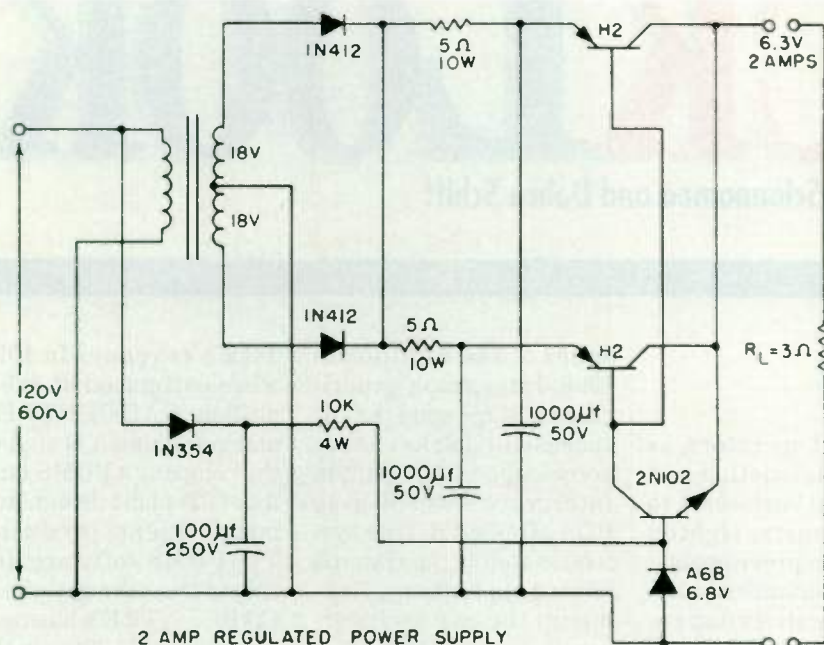 1N412
5Ω
10W
H2
6.3V
2 AMPS
18V
18V
1N412
5Ω
10W
H2
R_L=3Ω
120V
60∿
1N354
10K
4W
1000μf
50V
1000μf
50V
2N102
100μf
250V
A6B
6.8V
2 AMP REGULATED POWER SUPPLY